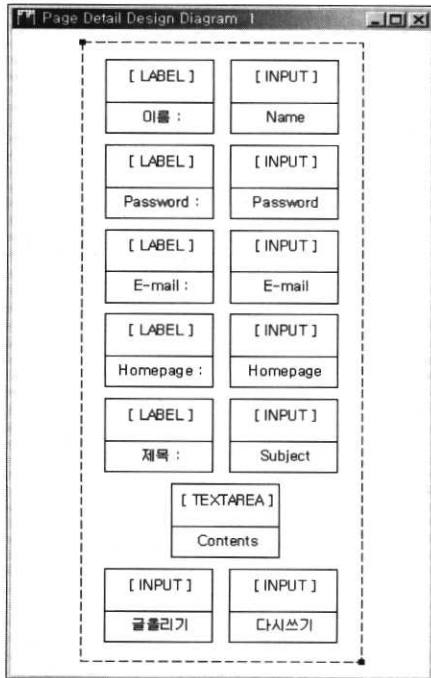 Page Detail Design Diagram 1
[ LABEL ] [ INPUT ]
이름 : Name
[ LABEL ] [ INPUT ]
Password : Password
[ LABEL ] [ INPUT ]
E-mail : E-mail
[ LABEL ] [ INPUT ]
Homepage : Homepage
[ LABEL ] [ INPUT ]
제목 : Subject
[ TEXTAREA ]
Contents
[ INPUT ] [ INPUT ]
글올리기 다시쓰기